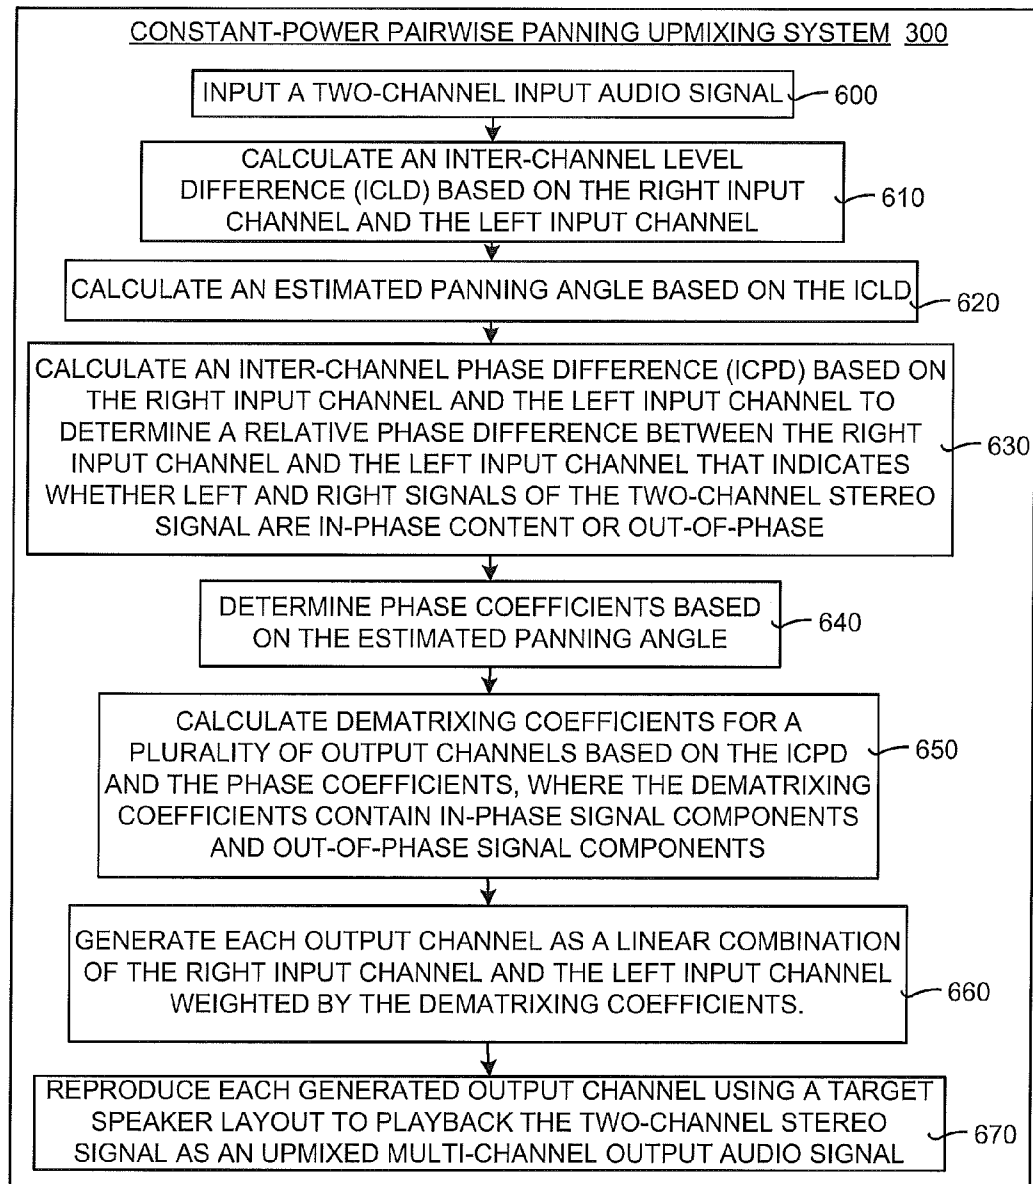 CONSTANT-POWER PAIRWISE PANNING UPMIXING SYSTEM 300
INPUT A TWO-CHANNEL INPUT AUDIO SIGNAL
600
CALCULATE AN INTER-CHANNEL LEVEL
DIFFERENCE (ICLD) BASED ON THE RIGHT INPUT
CHANNEL AND THE LEFT INPUT CHANNEL
610
CALCULATE AN ESTIMATED PANNING ANGLE BASED ON THE ICLD
620
CALCULATE AN INTER-CHANNEL PHASE DIFFERENCE (ICPD) BASED ON
THE RIGHT INPUT CHANNEL AND THE LEFT INPUT CHANNEL TO
DETERMINE A RELATIVE PHASE DIFFERENCE BETWEEN THE RIGHT
INPUT CHANNEL AND THE LEFT INPUT CHANNEL THAT INDICATES
WHETHER LEFT AND RIGHT SIGNALS OF THE TWO-CHANNEL STEREO
SIGNAL ARE IN-PHASE CONTENT OR OUT-OF-PHASE
630
DETERMINE PHASE COEFFICIENTS BASED
ON THE ESTIMATED PANNING ANGLE
640
CALCULATE DEMATRIXING COEFFICIENTS FOR A
PLURALITY OF OUTPUT CHANNELS BASED ON THE ICPD
AND THE PHASE COEFFICIENTS, WHERE THE DEMATRIXING
COEFFICIENTS CONTAIN IN-PHASE SIGNAL COMPONENTS
AND OUT-OF-PHASE SIGNAL COMPONENTS
650
GENERATE EACH OUTPUT CHANNEL AS A LINEAR COMBINATION
OF THE RIGHT INPUT CHANNEL AND THE LEFT INPUT CHANNEL
WEIGHTED BY THE DEMATRIXING COEFFICIENTS.
660
REPRODUCE EACH GENERATED OUTPUT CHANNEL USING A TARGET
SPEAKER LAYOUT TO PLAYBACK THE TWO-CHANNEL STEREO
SIGNAL AS AN UPMIXED MULTI-CHANNEL OUTPUT AUDIO SIGNAL
670